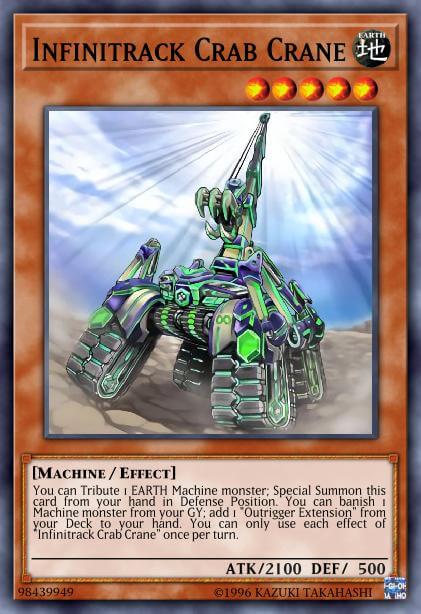 INFINITRACK CRAB CRANE
EARTH
地
[MACHINE / EFFECT]
You can Tribute 1 EARTH Machine monster; Special Summon this
card from your hand in Defense Position. You can banish 1
Machine monster from your GY; add 1 "Outrigger Extension" from
your Deck to your hand. You can only use each effect of
"Infinitrack Crab Crane" once per turn.
ATK/2100 DEF/ 500
98439949
©1996 KAZUKI TAKAHASHI